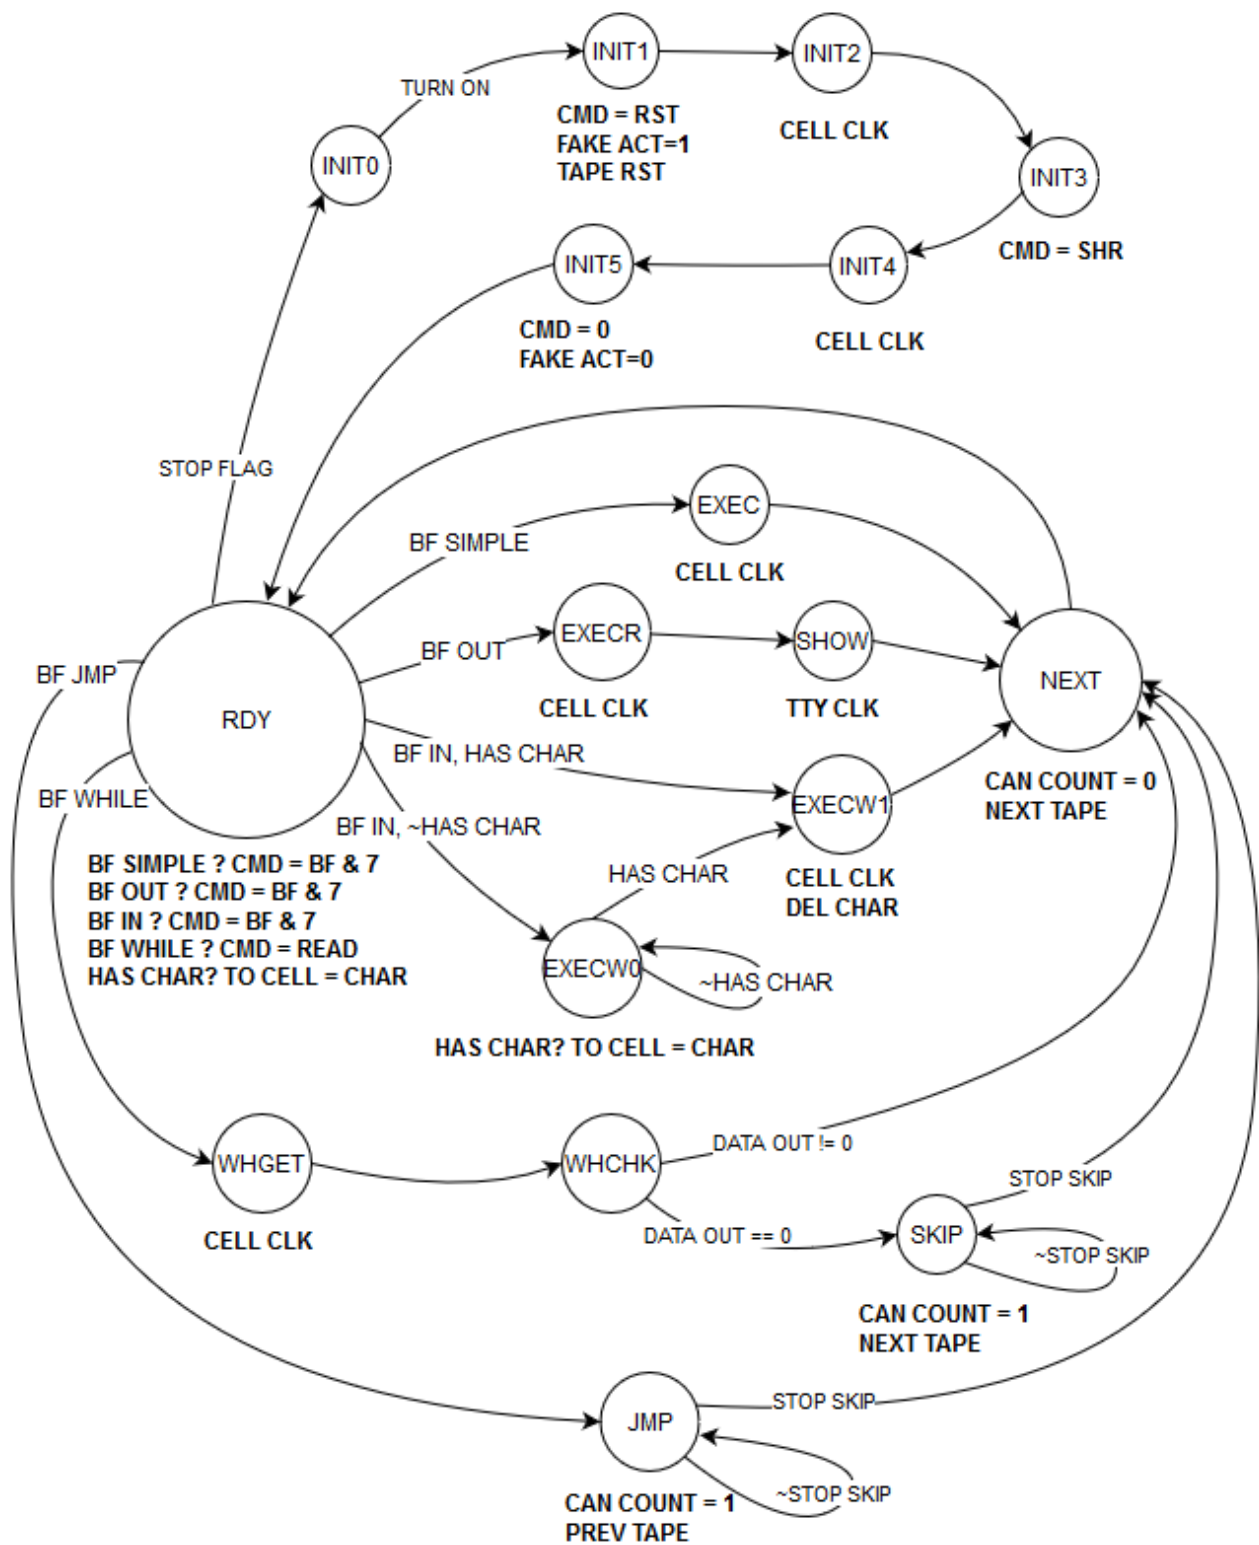 INIT1
INIT2
TURN ON
CMD = RST
FAKE ACT=1
TAPE RST
CELL CLK
INIT0
INIT3
CMD = SHR
INIT5
INIT4
CMD = 0
FAKE ACT=0
CELL CLK
STOP FLAG
EXEC
BF SIMPLE
CELL CLK
EXECR
SHOW
BF OUT
CELL CLK
TTY CLK
NEXT
CAN COUNT = 0
NEXT TAPE
BF JMP
RDY
BF IN, HAS CHAR
BF WHILE
EXECW1
BF IN, ~HAS CHAR
BF SIMPLE ? CMD = BF & 7
BF OUT ? CMD = BF & 7
BF IN ? CMD = BF & 7
BF WHILE ? CMD = READ
HAS CHAR? TO CELL = CHAR
HAS CHAR
CELL CLK
DEL CHAR
EXECW0
~HAS CHAR
HAS CHAR? TO CELL = CHAR
WHGET
WHCHK
DATA OUT != 0
CELL CLK
DATA OUT == 0
STOP SKIP
SKIP
~STOP SKIP
CAN COUNT = 1
NEXT TAPE
JMP
STOP SKIP
~STOP SKIP
CAN COUNT = 1
PREV TAPE